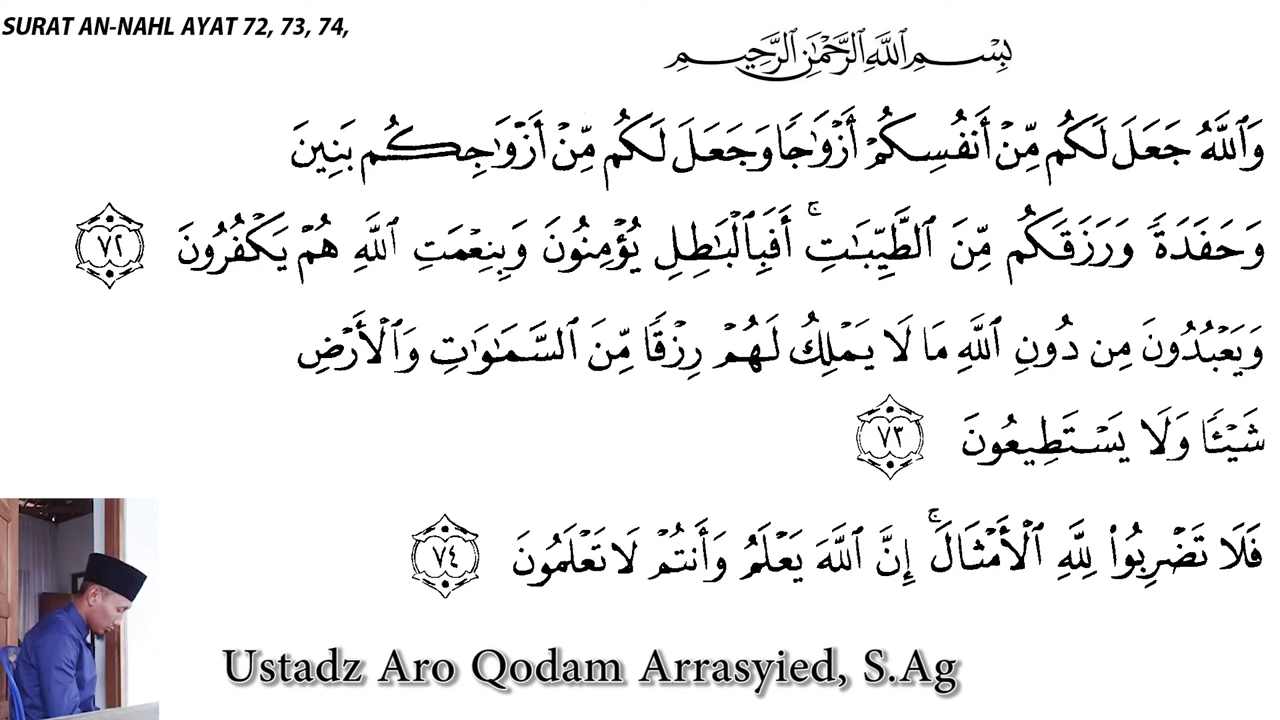 SURAT AN-NAHL AYAT 72, 73, 74,
بِسْمِ ٱللَّهِ ٱلرَّحْمَٰنِ ٱلرَّحِيمِ
وَٱللَّهُ جَعَلَ لَكُم مِّنْ أَنفُسِكُمْ أَزْوَٰجًا وَجَعَلَ لَكُم مِّنْ أَزْوَٰجِكُم بَنِينَ
وَحَفَدَةً وَرَزَقَكُم مِّنَ ٱلطَّيِّبَٰتِ ۚ أَفَبِٱلْبَٰطِلِ يُؤْمِنُونَ وَبِنِعْمَتِ ٱللَّهِ هُمْ يَكْفُرُونَ ٧٢
وَيَعْبُدُونَ مِن دُونِ ٱللَّهِ مَا لَا يَمْلِكُ لَهُمْ رِزْقًا مِّنَ ٱلسَّمَٰوَٰتِ وَٱلْأَرْضِ
شَيْـًٔا وَلَا يَسْتَطِيعُونَ ٧٣
فَلَا تَضْرِبُوا۟ لِلَّهِ ٱلْأَمْثَالَ ۚ إِنَّ ٱللَّهَ يَعْلَمُ وَأَنتُمْ لَا تَعْلَمُونَ ٧٤
Ustadz Aro Qodam Arrasyied, S.Ag